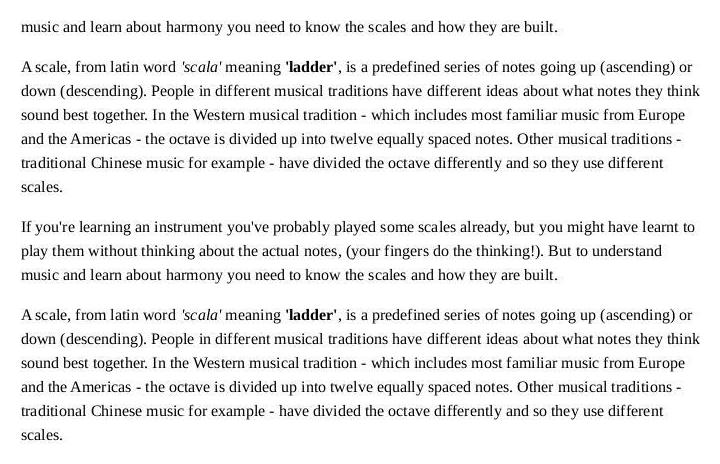 music and learn about harmony you need to know the scales and how they are built.
A scale, from latin word 'scala' meaning 'ladder', is a predefined series of notes going up (ascending) or
down (descending). People in different musical traditions have different ideas about what notes they think
sound best together. In the Western musical tradition - which includes most familiar music from Europe
and the Americas - the octave is divided up into twelve equally spaced notes. Other musical traditions -
traditional Chinese music for example - have divided the octave differently and so they use different
scales.
If you're learning an instrument you've probably played some scales already, but you might have learnt to
play them without thinking about the actual notes, (your fingers do the thinking!). But to understand
music and learn about harmony you need to know the scales and how they are built.
A scale, from latin word 'scala' meaning 'ladder', is a predefined series of notes going up (ascending) or
down (descending). People in different musical traditions have different ideas about what notes they think
sound best together. In the Western musical tradition - which includes most familiar music from Europe
and the Americas - the octave is divided up into twelve equally spaced notes. Other musical traditions -
traditional Chinese music for example - have divided the octave differently and so they use different
scales.